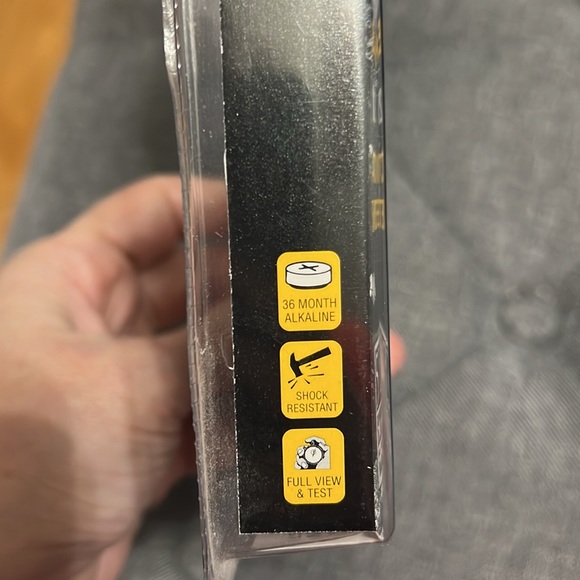 36 MONTH
ALKALINE
SHOCK
RESISTANT
FULL VIEW
& TEST